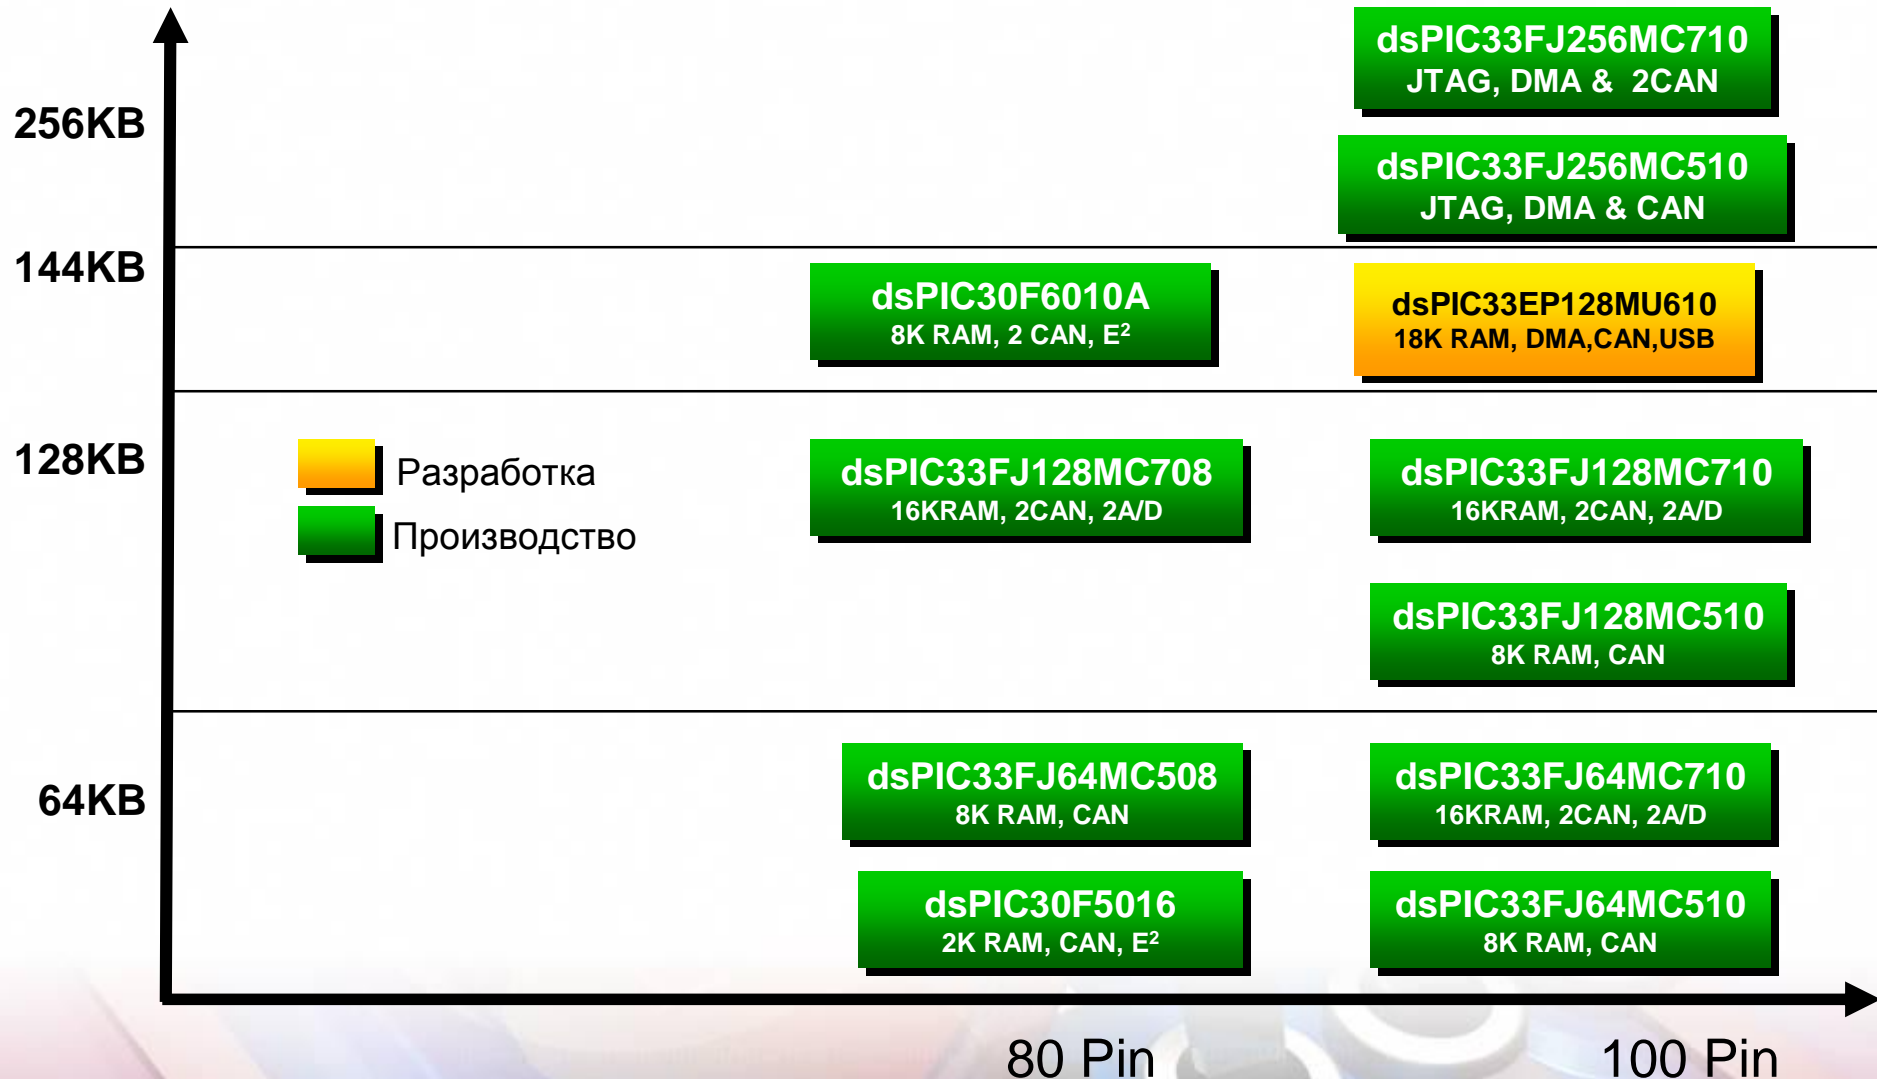 dsPIC33FJ256MC710
JTAG, DMA &  2CAN
256KB
dsPIC33FJ256MC510
JTAG, DMA & CAN
144KB
dsPIC30F6010A
8K RAM, 2 CAN, E²
dsPIC33EP128MU610
18K RAM, DMA,CAN,USB
128KB
Разработка
Производство
dsPIC33FJ128MC708
16KRAM, 2CAN, 2A/D
dsPIC33FJ128MC710
16KRAM, 2CAN, 2A/D
dsPIC33FJ128MC510
8K RAM, CAN
64KB
dsPIC33FJ64MC508
8K RAM, CAN
dsPIC33FJ64MC710
16KRAM, 2CAN, 2A/D
dsPIC30F5016
2K RAM, CAN, E²
dsPIC33FJ64MC510
8K RAM, CAN
80 Pin
100 Pin